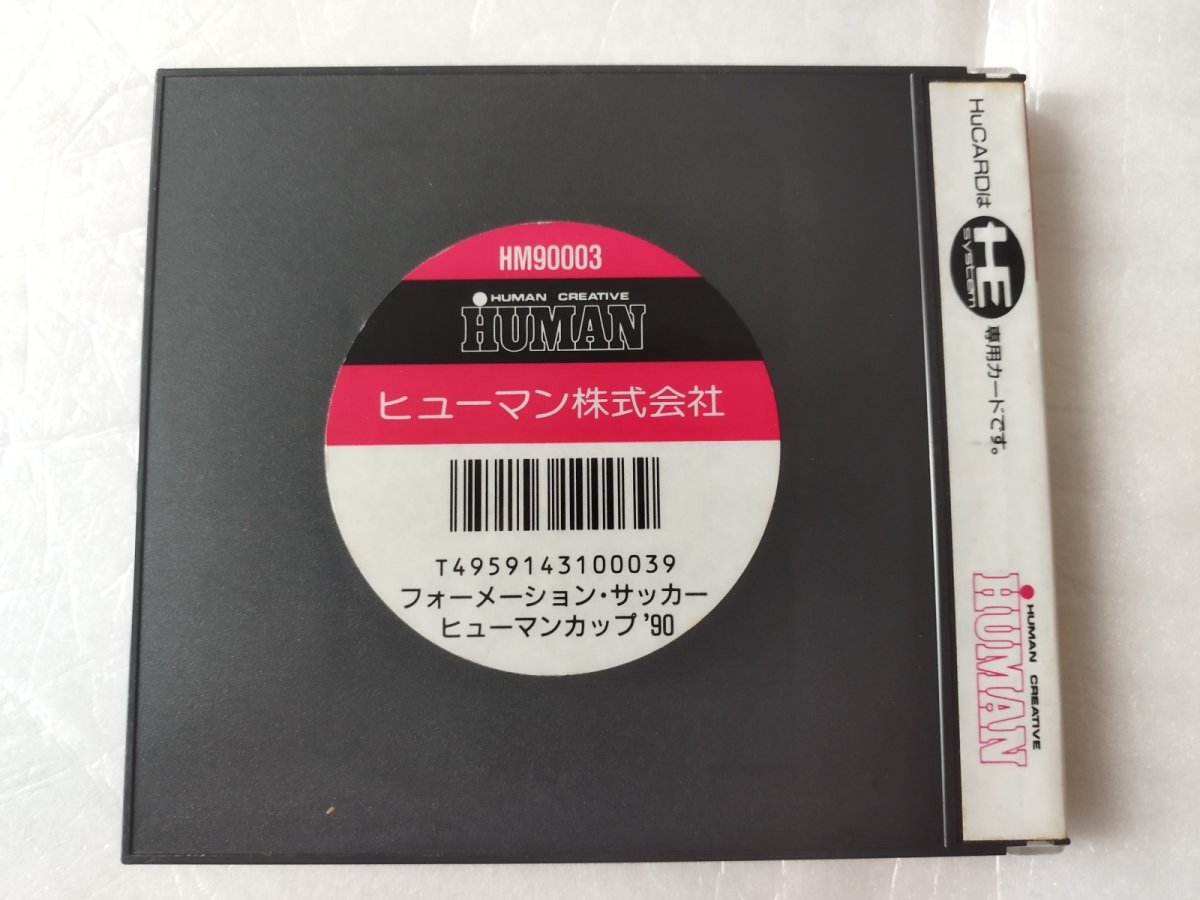 HM90003
HUMAN CREATIVE
HUMAN
ヒューマン株式会社
T4959143100039
フォーメーション・サッカー
ヒューマンカップ '90
HuCARDは
HE
system
専用カードです。
HUMAN CREATIVE
HUMAN